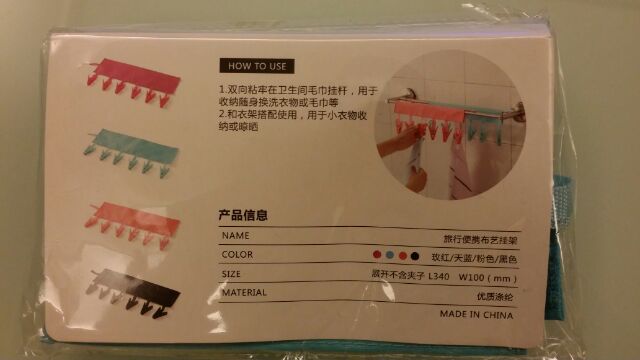 HOW TO USE
1.双向粘牢在卫生间毛巾挂杆，用于
收纳随身换洗衣物或毛巾等
2.和衣架搭配使用，用于小衣物收
纳或晾晒
产品信息
NAME 旅行便携布艺挂架
COLOR 玫红/天蓝/粉色/黑色
SIZE 展开不含夹子 L340 W100（mm）
MATERIAL 优质涤纶
MADE IN CHINA